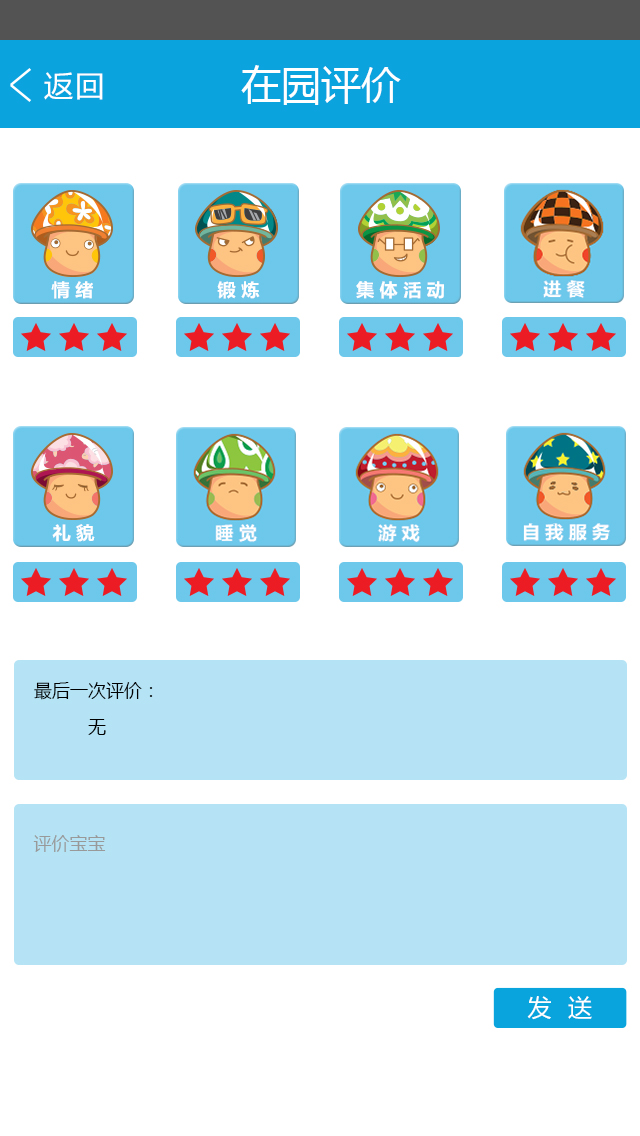 返回
在园评价
情绪
锻炼
集体活动
进餐
礼貌
睡觉
游戏
自我服务
最后一次评价：
无
评价宝宝
发 送